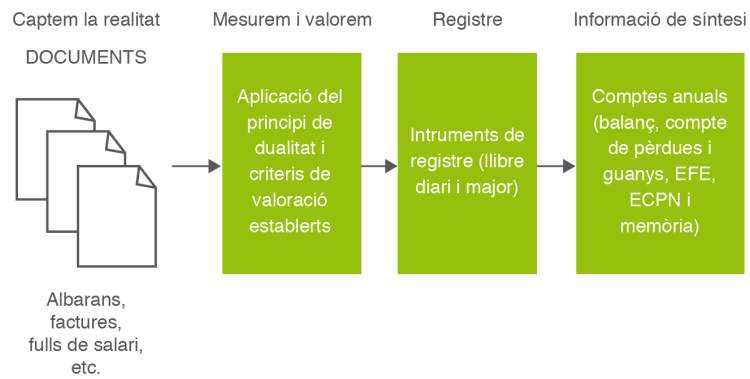 Captem la realitat
DOCUMENTS
Albarans,
factures,
fulls de salari,
etc.
Mesurem i valorem
Aplicació del
principi de
dualitat i
criteris de
valoració
establerts
Registre
Intruments de
registre (llibre
diari i major)
Informació de síntesi
Comptes anuals
(balanç, compte
de pèrdues i
guanys, EFE,
ECPN i
memòria)